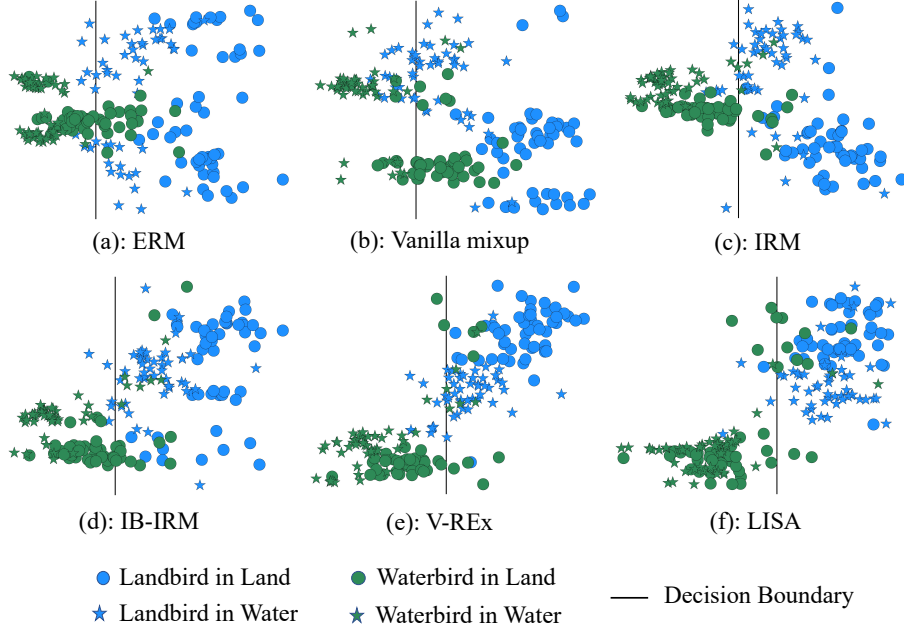 (a): ERM
(b): Vanilla mixup
(c): IRM
(d): IB-IRM
(e): V-REx
(f): LISA
Landbird in Land
Waterbird in Land
Landbird in Water
Waterbird in Water
Decision Boundary